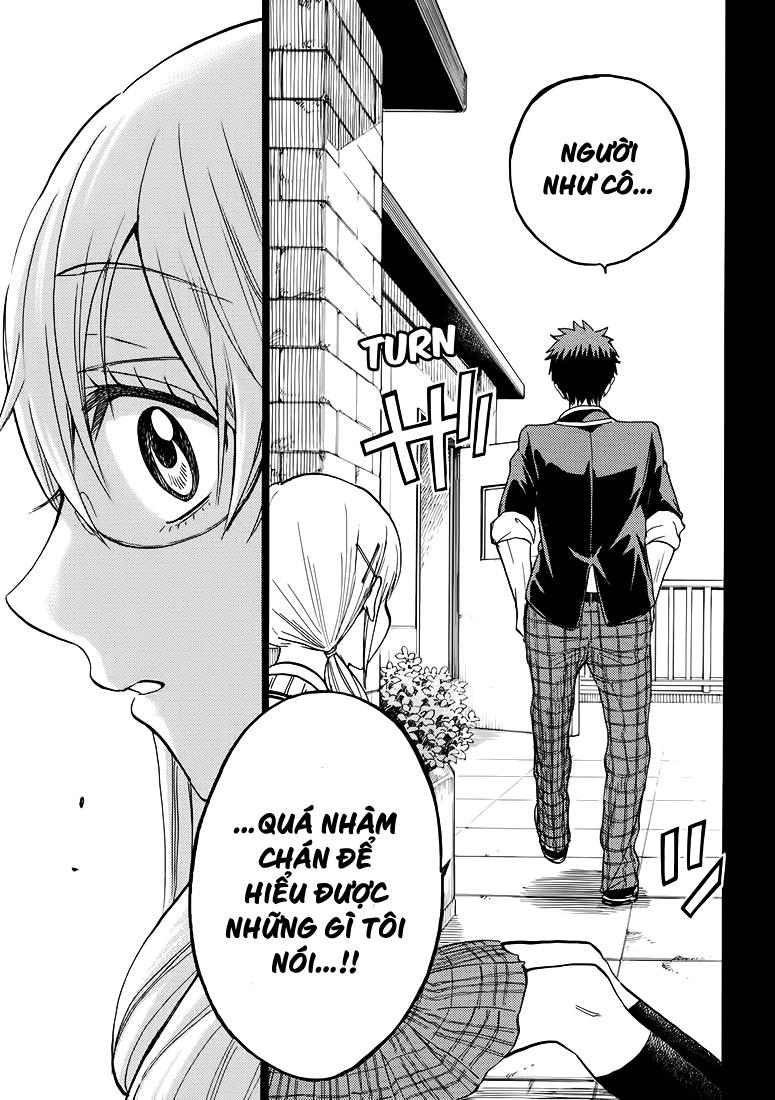 NGƯỜI
NHƯ CÔ...
TURN
...QUÁ NHÀM
CHÁN ĐỂ
HIỂU ĐƯỢC
NHỮNG GÌ TÔI
NÓI...!!